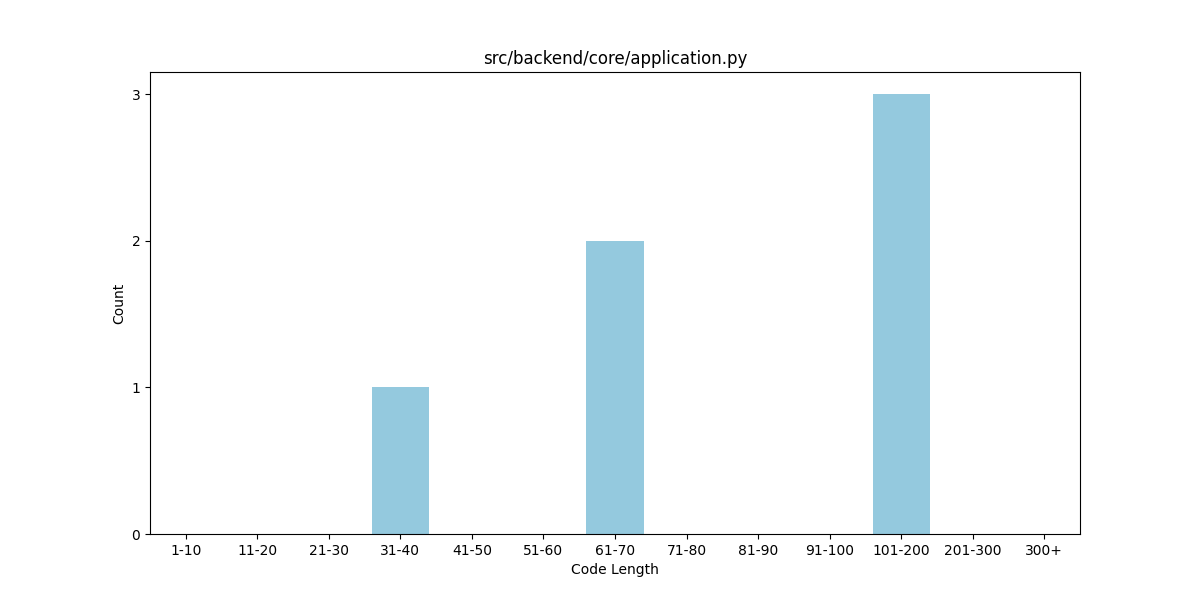 src/backend/core/application.py
3
2
1
0
Count
1-10 11-20 21-30 31-40 41-50 51-60 61-70 71-80 81-90 91-100 101-200 201-300 300+
Code Length